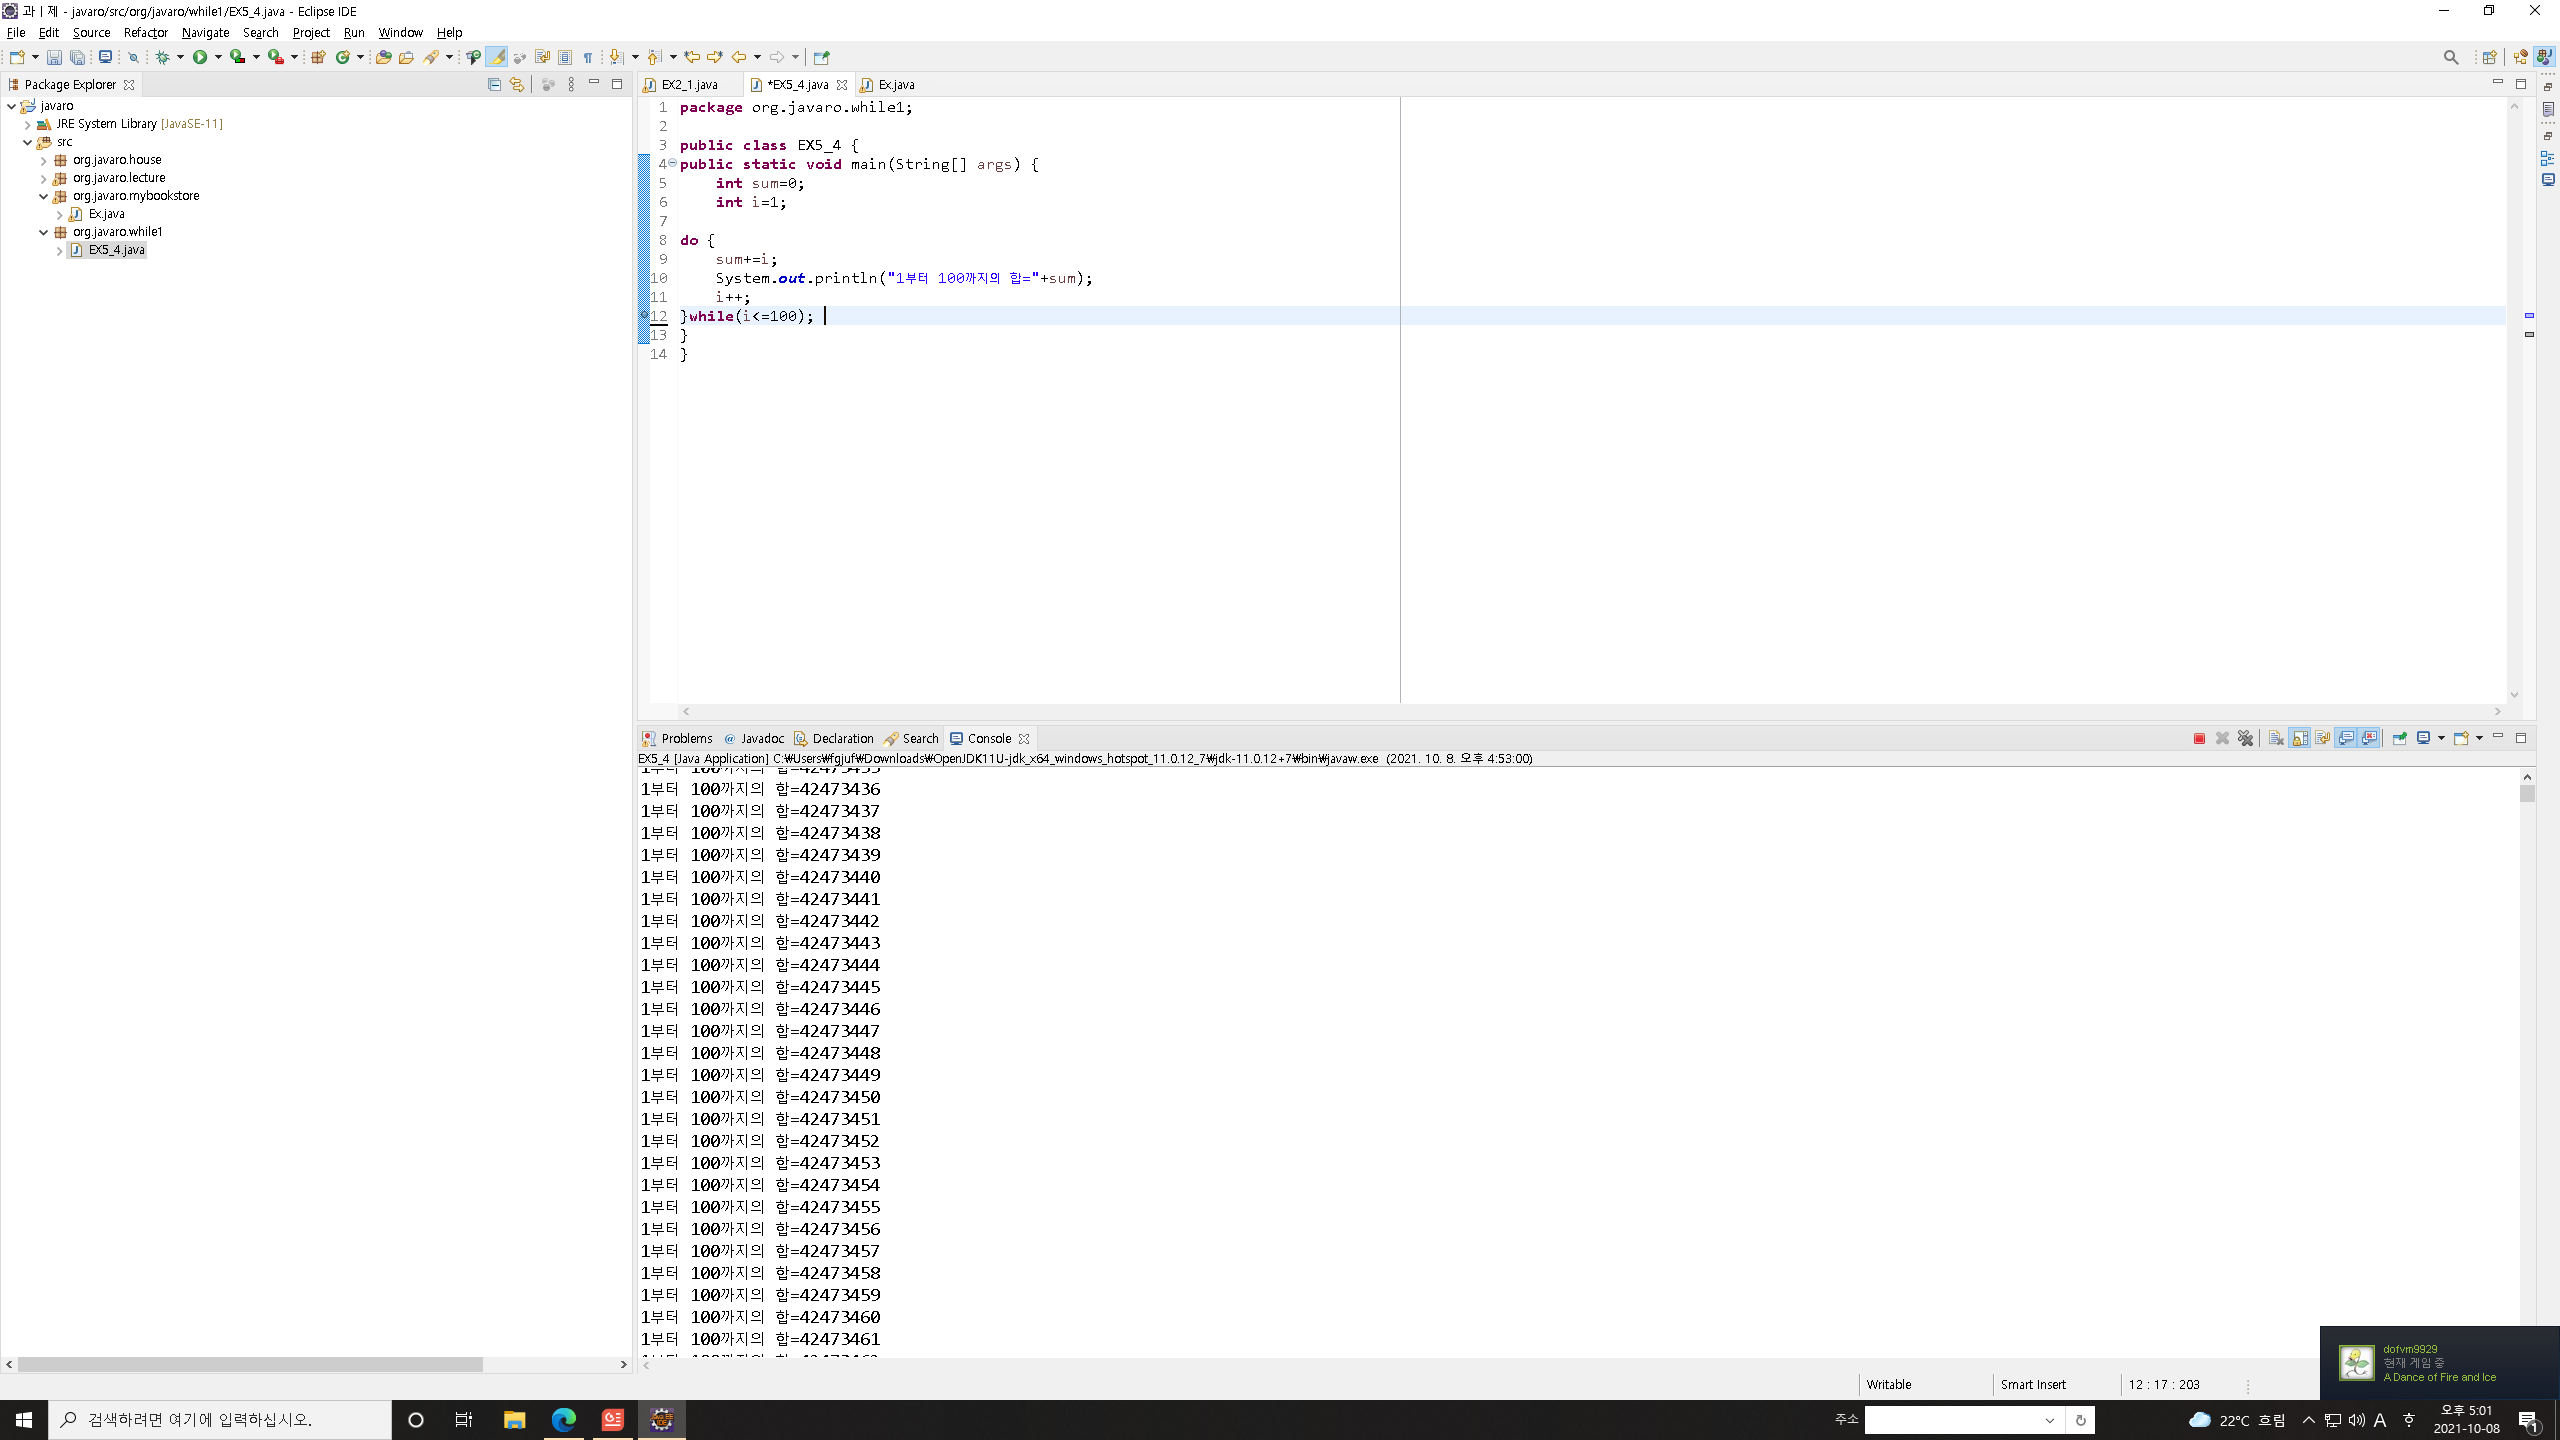 과ㅣ제 - javaro/src/org/javaro/while1/EX5_4.java - Eclipse IDE
File Edit Source Refactor Navigate Search Project Run Window Help
Package Explorer
javaro
JRE System Library [JavaSE-11]
src
org.javaro.house
org.javaro.lecture
org.javaro.mybookstore
Ex.java
org.javaro.while1
EX5_4.java
EX2_1.java *EX5_4.java Ex.java
1 package org.javaro.while1;
2
3 public class EX5_4 {
4 public static void main(String[] args) {
5 int sum=0;
6 int i=1;
7
8 do {
9 sum+=i;
10 System.out.println("1부터 100까지의 합="+sum);
11 i++;
12 }while(i<=100);
13 }
14 }
Problems @ Javadoc Declaration Search Console
EX5_4 [Java Application] C:₩Users₩fgjuf₩Downloads₩OpenJDK11U-jdk_x64_windows_hotspot_11.0.12_7₩jdk-11.0.12+7₩bin₩javaw.exe (2021. 10. 8. 오후 4:53:00)
1부터 100까지의 합=42473436
1부터 100까지의 합=42473437
1부터 100까지의 합=42473438
1부터 100까지의 합=42473439
1부터 100까지의 합=42473440
1부터 100까지의 합=42473441
1부터 100까지의 합=42473442
1부터 100까지의 합=42473443
1부터 100까지의 합=42473444
1부터 100까지의 합=42473445
1부터 100까지의 합=42473446
1부터 100까지의 합=42473447
1부터 100까지의 합=42473448
1부터 100까지의 합=42473449
1부터 100까지의 합=42473450
1부터 100까지의 합=42473451
1부터 100까지의 합=42473452
1부터 100까지의 합=42473453
1부터 100까지의 합=42473454
1부터 100까지의 합=42473455
1부터 100까지의 합=42473456
1부터 100까지의 합=42473457
1부터 100까지의 합=42473458
1부터 100까지의 합=42473459
1부터 100까지의 합=42473460
1부터 100까지의 합=42473461
dofvm9929
현재 게임 중
A Dance of Fire and Ice
Writable Smart Insert 12 : 17 : 203
검색하려면 여기에 입력하십시오.
주소
22°C 흐림
A
오후 5:01
2021-10-08
1